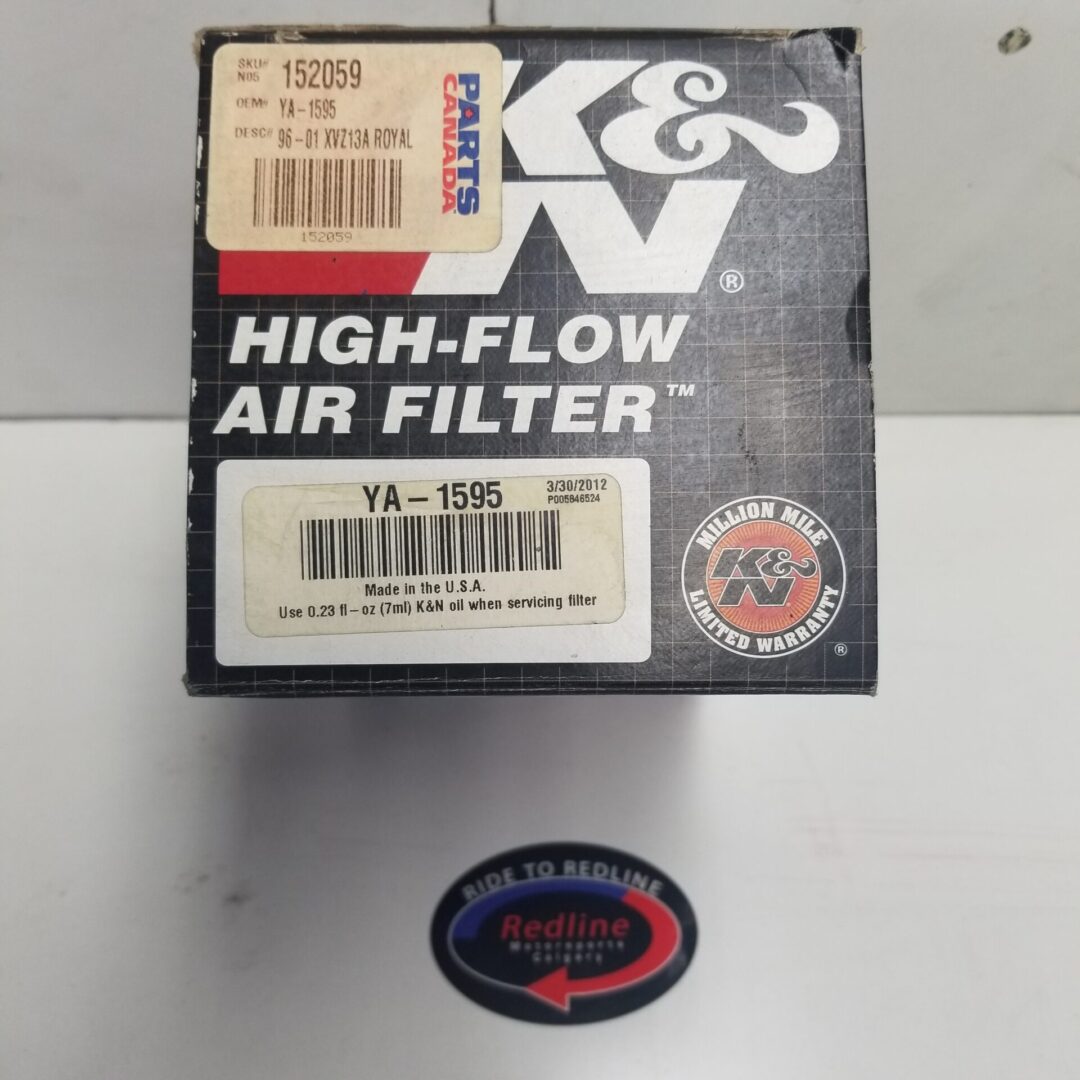 SKU# 152059
N05
OEM# YA-1595
DESC# 96-01 XVZ13A ROYAL
152059
PARTS
CANADA
K&
N®
HIGH-FLOW
AIR FILTER™
YA-1595
3/30/2012
P005846524
Made in the U.S.A.
Use 0.23 fl-oz (7ml) K&N oil when servicing filter
MILLION MILE
K&
N
LIMITED WARRANTY
®
RIDE TO REDLINE
Redline
Motorsports
Calgary